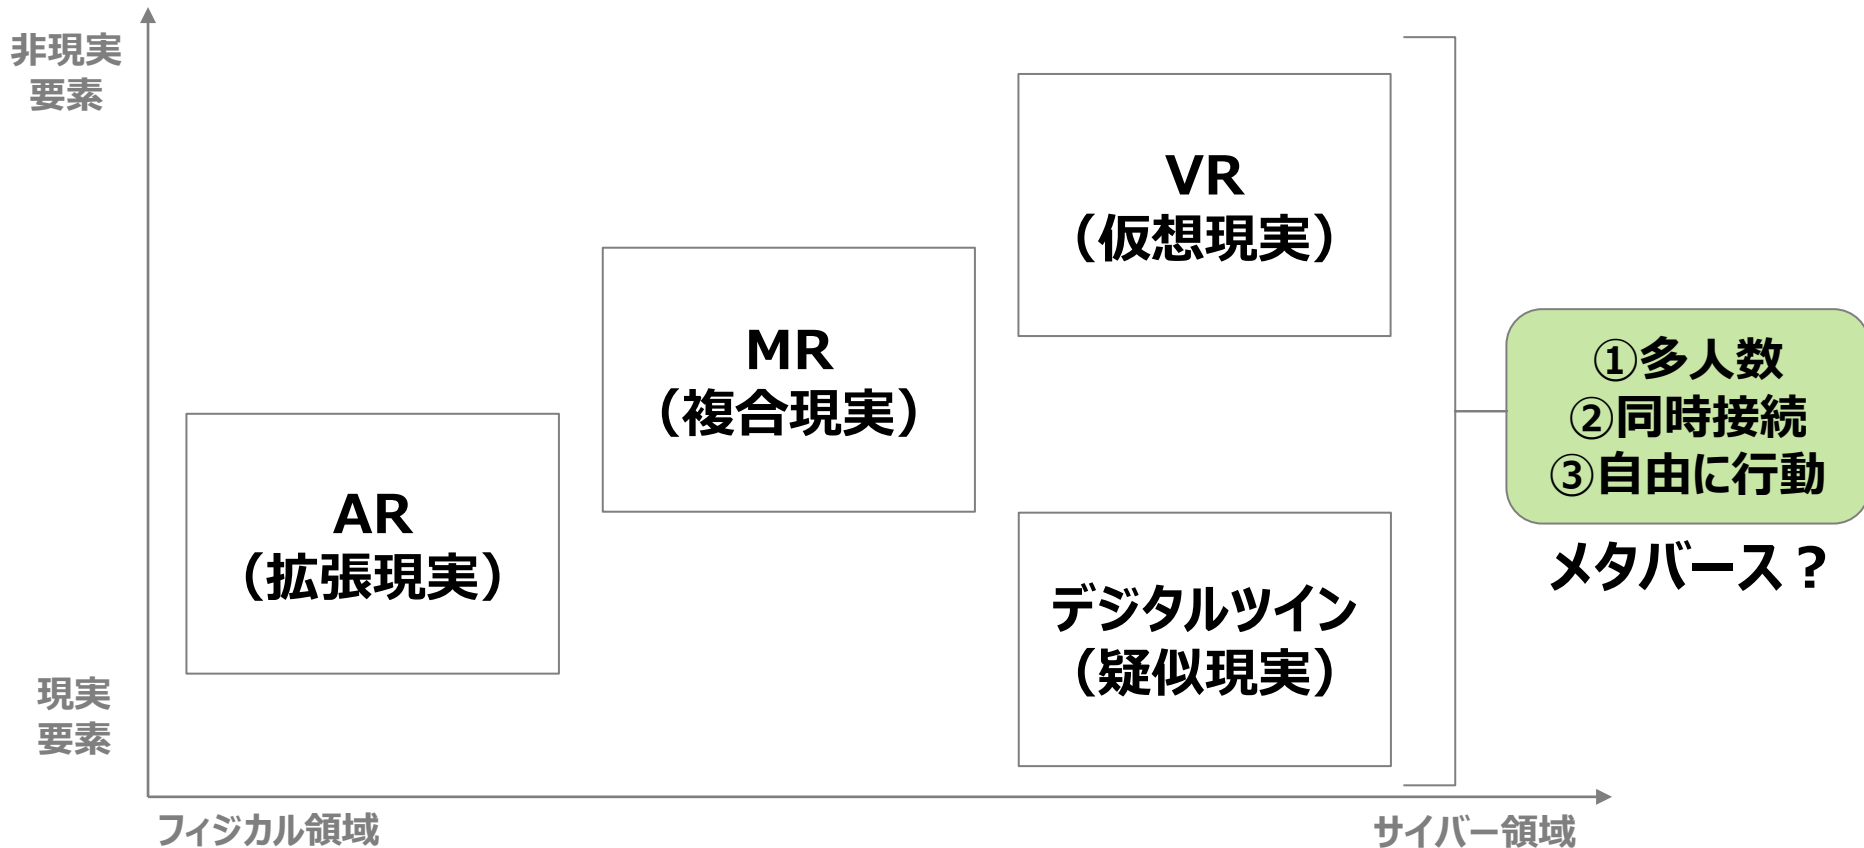 非現実
要素
VR
（仮想現実）
MR
（複合現実）
AR
（拡張現実）
デジタルツイン
（疑似現実）
①多人数
②同時接続
③自由に行動
メタバース？
現実
要素
フィジカル領域
サイバー領域